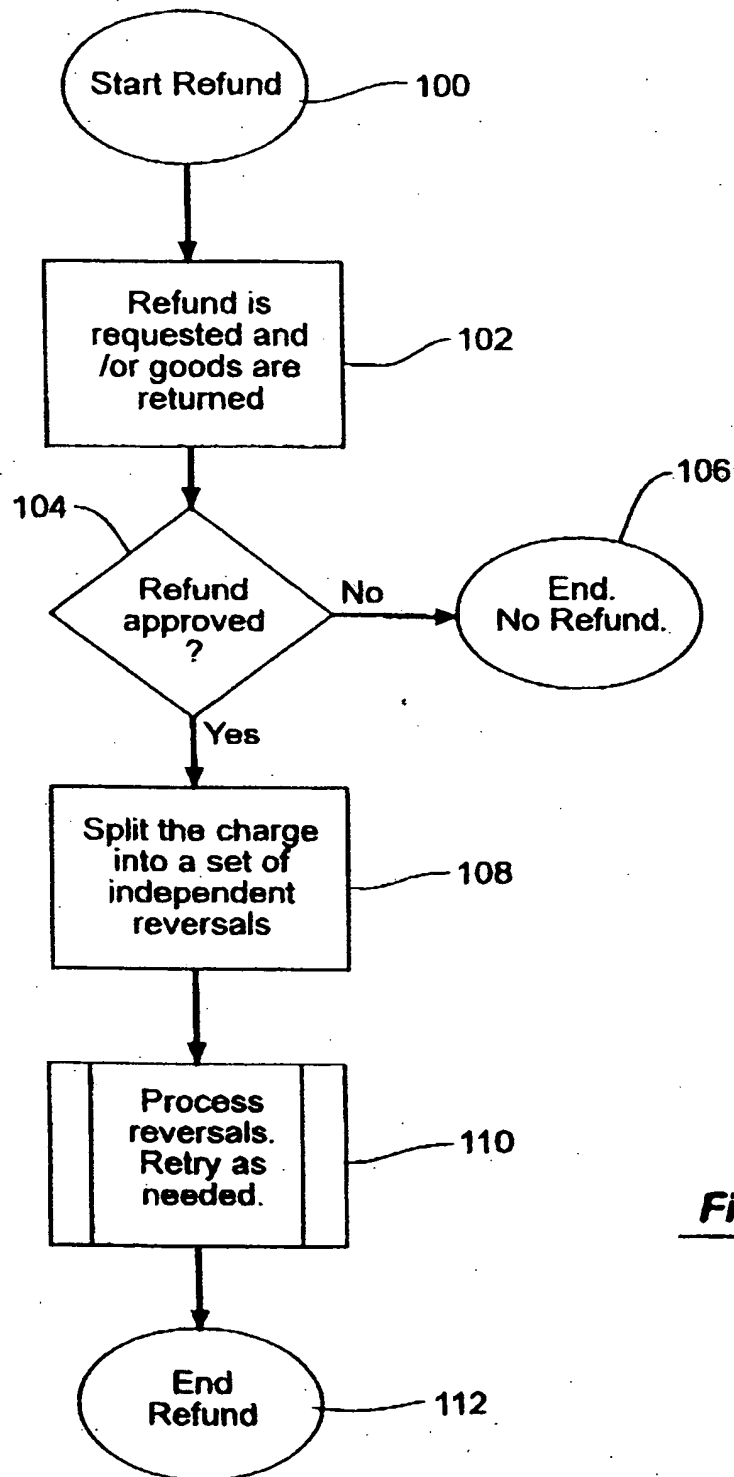 Start Refund
100
Refund is
requested and
/or goods are
returned
102
104
Refund
approved
?
No
106
End.
No Refund.
Yes
Split the charge
into a set of
independent
reversals
108
Process
reversals.
Retry as
needed.
110
End
Refund
112